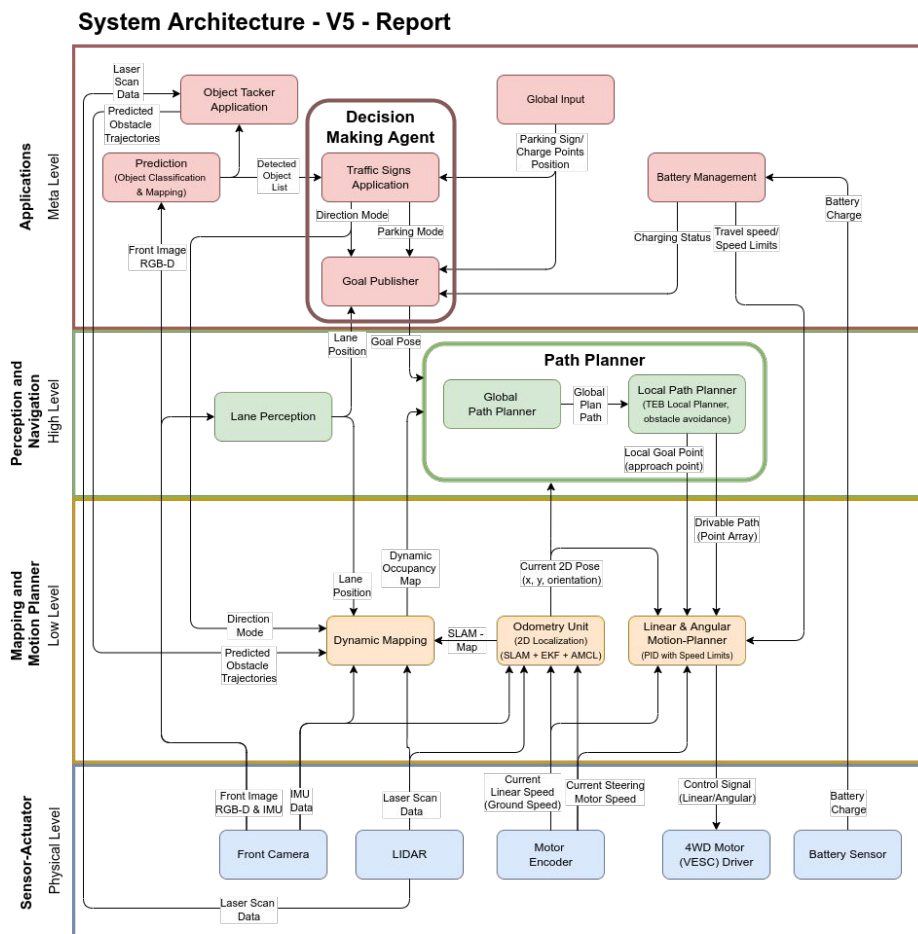 System Architecture - V5 - Report
Applications
Meta Level
Laser
Scan
Data
Object Tacker
Application
Predicted
Obstacle
Trajectories
Global Input
Decision
Making Agent
Parking Sign/
Charge Points
Position
Prediction
(Object Classification
& Mapping)
Detected
Object
List
Traffic Signs
Application
Battery Management
Battery
Charge
Direction Mode
Parking Mode
Charging Status
Travel speed/
Speed Limits
Front Image
RGB-D
Goal Publisher
Perception and
Navigation
High Level
Lane
Position
Goal Pose
Path Planner
Lane Perception
Global
Path Planner
Global
Plan
Path
Local Path Planner
(TEB Local Planner,
obstacle avoidance)
Local Goal Point
(approach point)
Mapping and
Motion Planner
Low Level
Drivable Path
(Point Array)
Dynamic
Occupancy
Map
Lane
Position
Current 2D Pose
(x, y, orientation)
Direction
Mode
Dynamic Mapping
SLAM -
Map
Odometry Unit
(2D Localization)
(SLAM + EKF + AMCL)
Linear & Angular
Motion-Planner
(PID with Speed Limits)
Predicted
Obstacle
Trajectories
Sensor-Actuator
Physical Level
Front Image
RGB-D & IMU
IMU
Data
Laser Scan
Data
Current
Linear Speed
(Ground Speed)
Current Steering
Motor Speed
Control Signal
(Linear/Angular)
Battery
Charge
Front Camera
LIDAR
Motor
Encoder
4WD Motor
(VESC) Driver
Battery Sensor
Laser Scan
Data